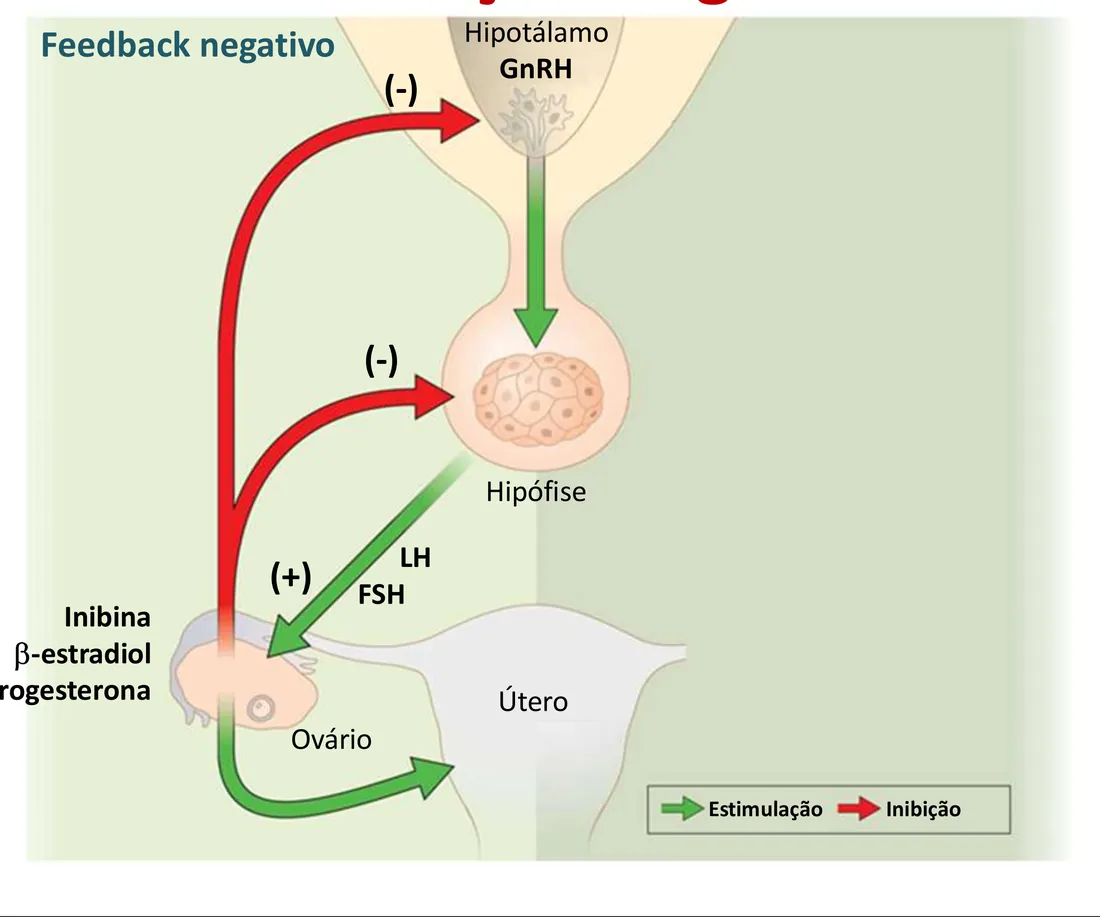 Feedback negativo
Hipotálamo
GnRH
(-)
(-)
Hipófise
LH
FSH
(+)
Inibina
β-estradiol
rogesterona
Útero
Ovário
Estimulação
Inibição